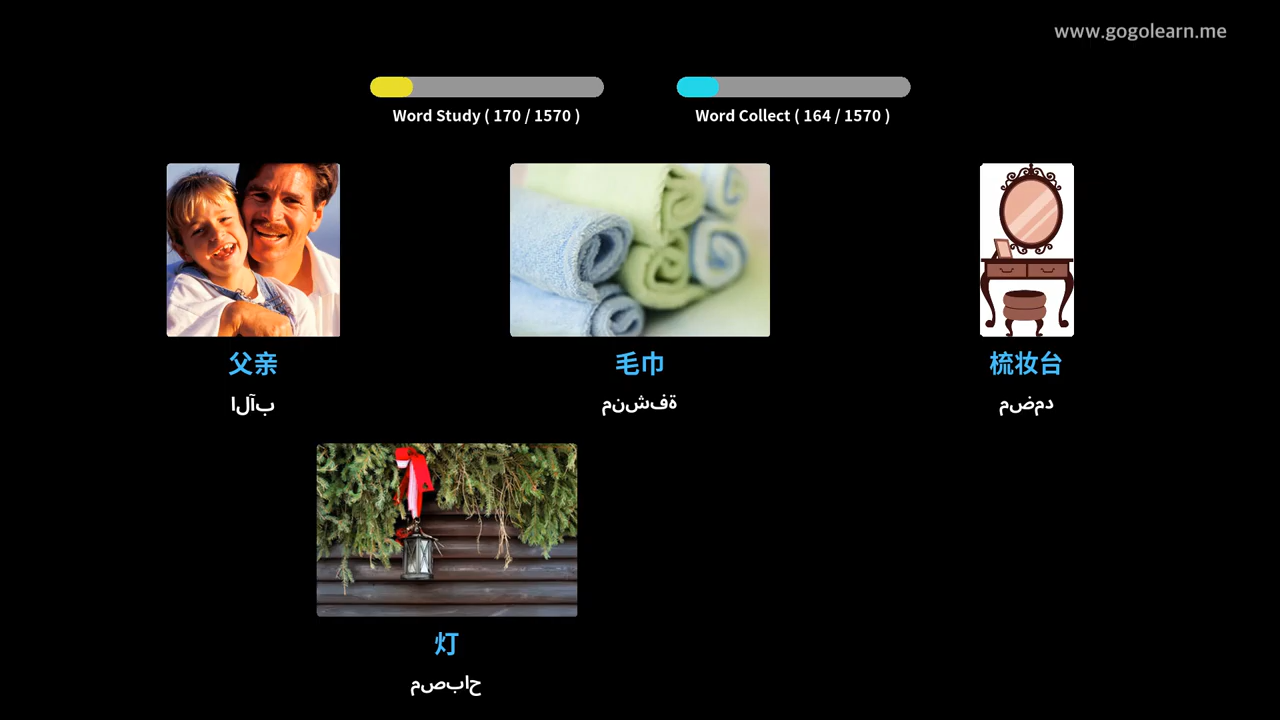 www.gogolearn.me
Word Study ( 170 / 1570 )
Word Collect ( 164 / 1570 )
父亲
毛巾
梳妆台
الآب
منشفة
مضمد
灯
مصباح